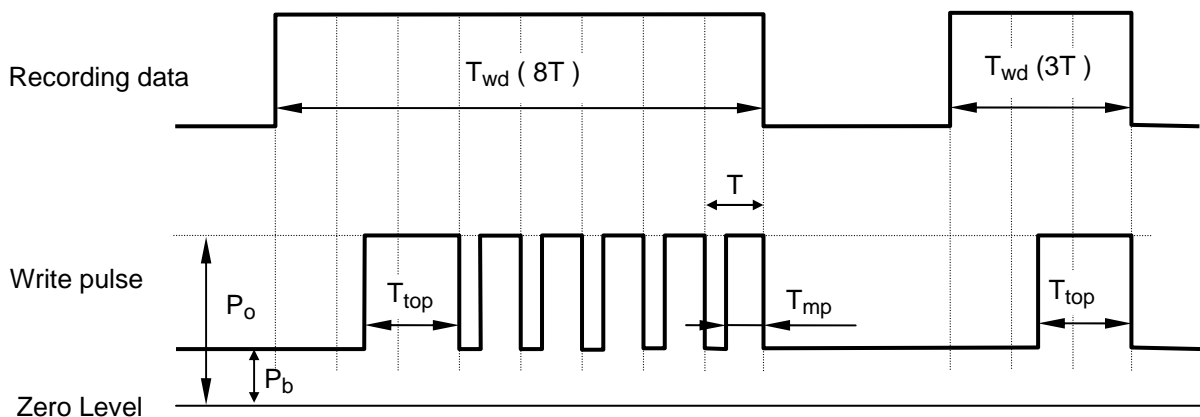 Recording data
T_wd ( 8T )
T_wd (3T )
T
Write pulse
P_o
T_top
T_mp
T_top
P_b
Zero Level